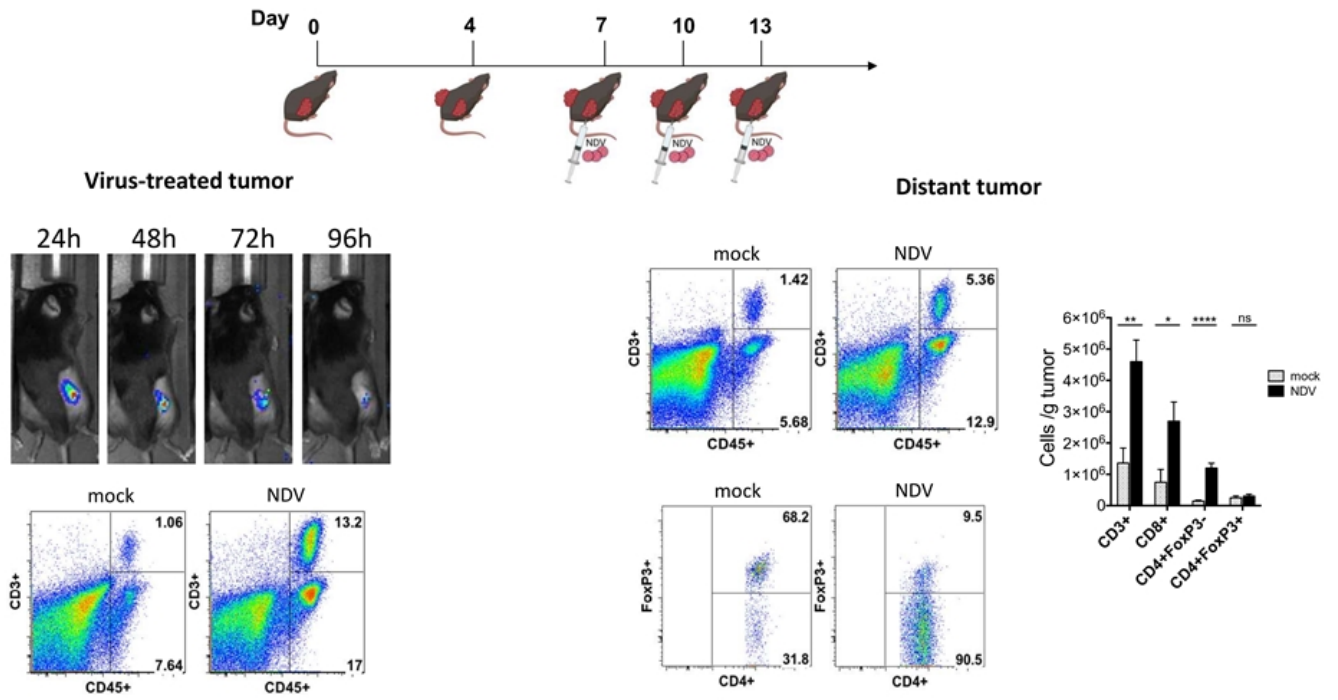 Day 0 4 7 10 13
NDV NDV NDV
Virus-treated tumor
24h 48h 72h 96h
mock NDV
CD3+ 1.06 7.64 CD45+
CD3+ 13.2 17 CD45+
Distant tumor
mock NDV
CD3+ 1.42 5.68 CD45+
CD3+ 5.36 12.9 CD45+
mock NDV
FoxP3+ 68.2 31.8 CD4+
FoxP3+ 9.5 90.5 CD4+
Cells /g tumor
6×10⁶
5×10⁶
4×10⁶
3×10⁶
2×10⁶
1×10⁶
0
** * **** ns
CD3+ CD8+ CD4+FoxP3- CD4+FoxP3+
mock
NDV